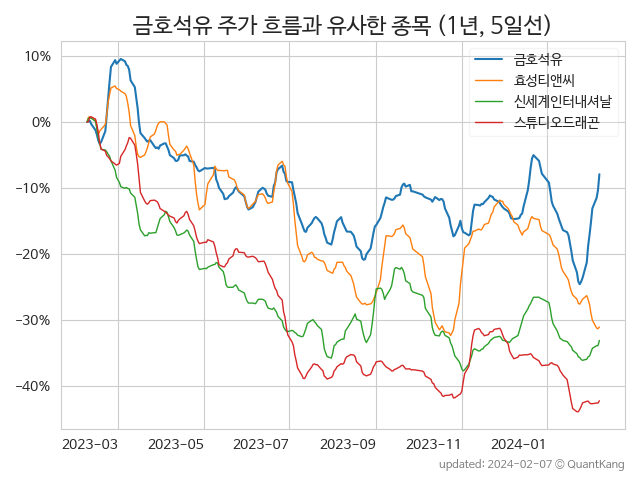 금호석유 주가 흐름과 유사한 종목 (1년, 5일선)
금호석유
효성티앤씨
신세계인터내셔날
스튜디오드래곤
10%
0%
−10%
−20%
−30%
−40%
2023-03 2023-05 2023-07 2023-09 2023-11 2024-01
updated: 2024-02-07 © QuantKang